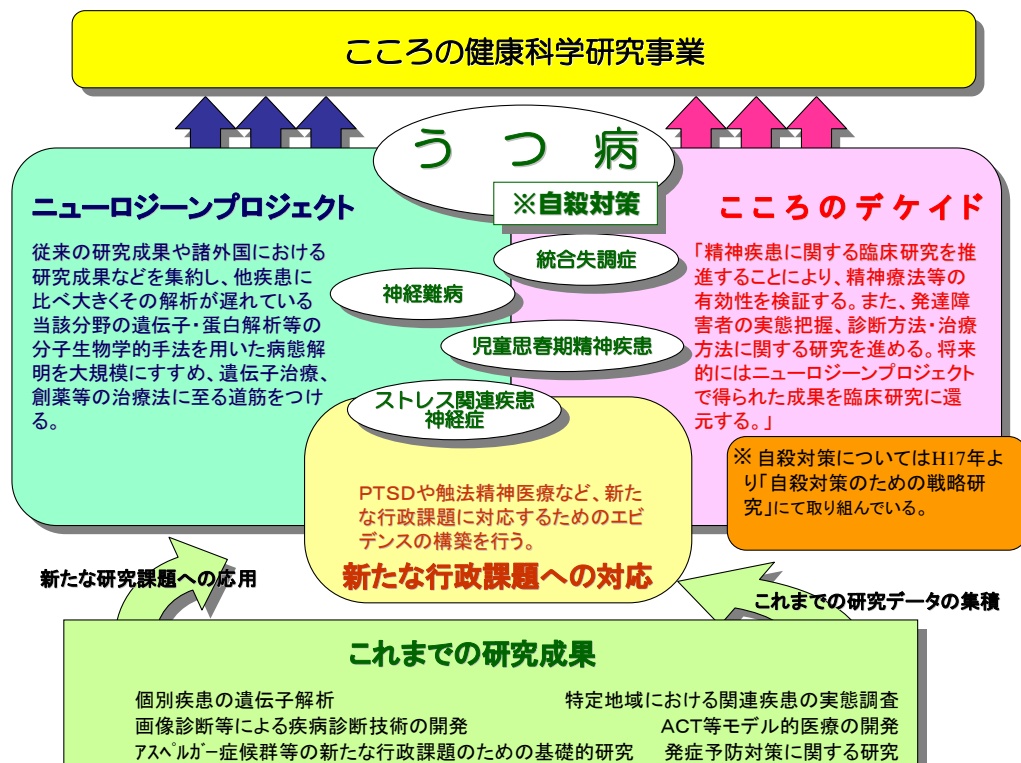 こころの健康科学研究事業
う つ 病
※自殺対策
ニューロジーンプロジェクト
従来の研究成果や諸外国における
研究成果などを集約し、他疾患に
比べ大きくその解析が遅れている
当該分野の遺伝子・蛋白解析等の
分子生物学的手法を用いた病態解
明を大規模にすすめ、遺伝子治療、
創薬等の治療法に至る道筋をつけ
る。
統合失調症
神経難病
児童思春期精神疾患
ストレス関連疾患
神経症
こころのデケイド
「精神疾患に関する臨床研究を推
進することにより、精神療法等の
有効性を検証する。また、発達障
害者の実態把握、診断方法・治療
方法に関する研究を進める。将来
的にはニューロジーンプロジェクト
で得られた成果を臨床研究に還
元する。」
※自殺対策についてはH17年よ
り「自殺対策のための戦略研
究」にて取り組んでいる。
PTSDや触法精神医療など、新た
な行政課題に対応するためのエビ
デンスの構築を行う。
新たな行政課題への対応
新たな研究課題への応用
これまでの研究データの集積
これまでの研究成果
個別疾患の遺伝子解析
特定地域における関連疾患の実態調査
画像診断等による疾病診断技術の開発
ACT等モデル的医療の開発
アスペルガー症候群等の新たな行政課題のための基礎的研究
発症予防対策に関する研究